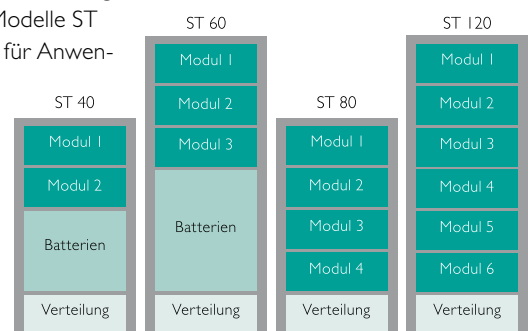 Modelle ST
für Anwen-
ST 40
Modul 1
Modul 2
Batterien
Verteilung
ST 60
Modul 1
Modul 2
Modul 3
Batterien
Verteilung
ST 80
Modul 1
Modul 2
Modul 3
Modul 4
Verteilung
ST 120
Modul 1
Modul 2
Modul 3
Modul 4
Modul 5
Modul 6
Verteilung